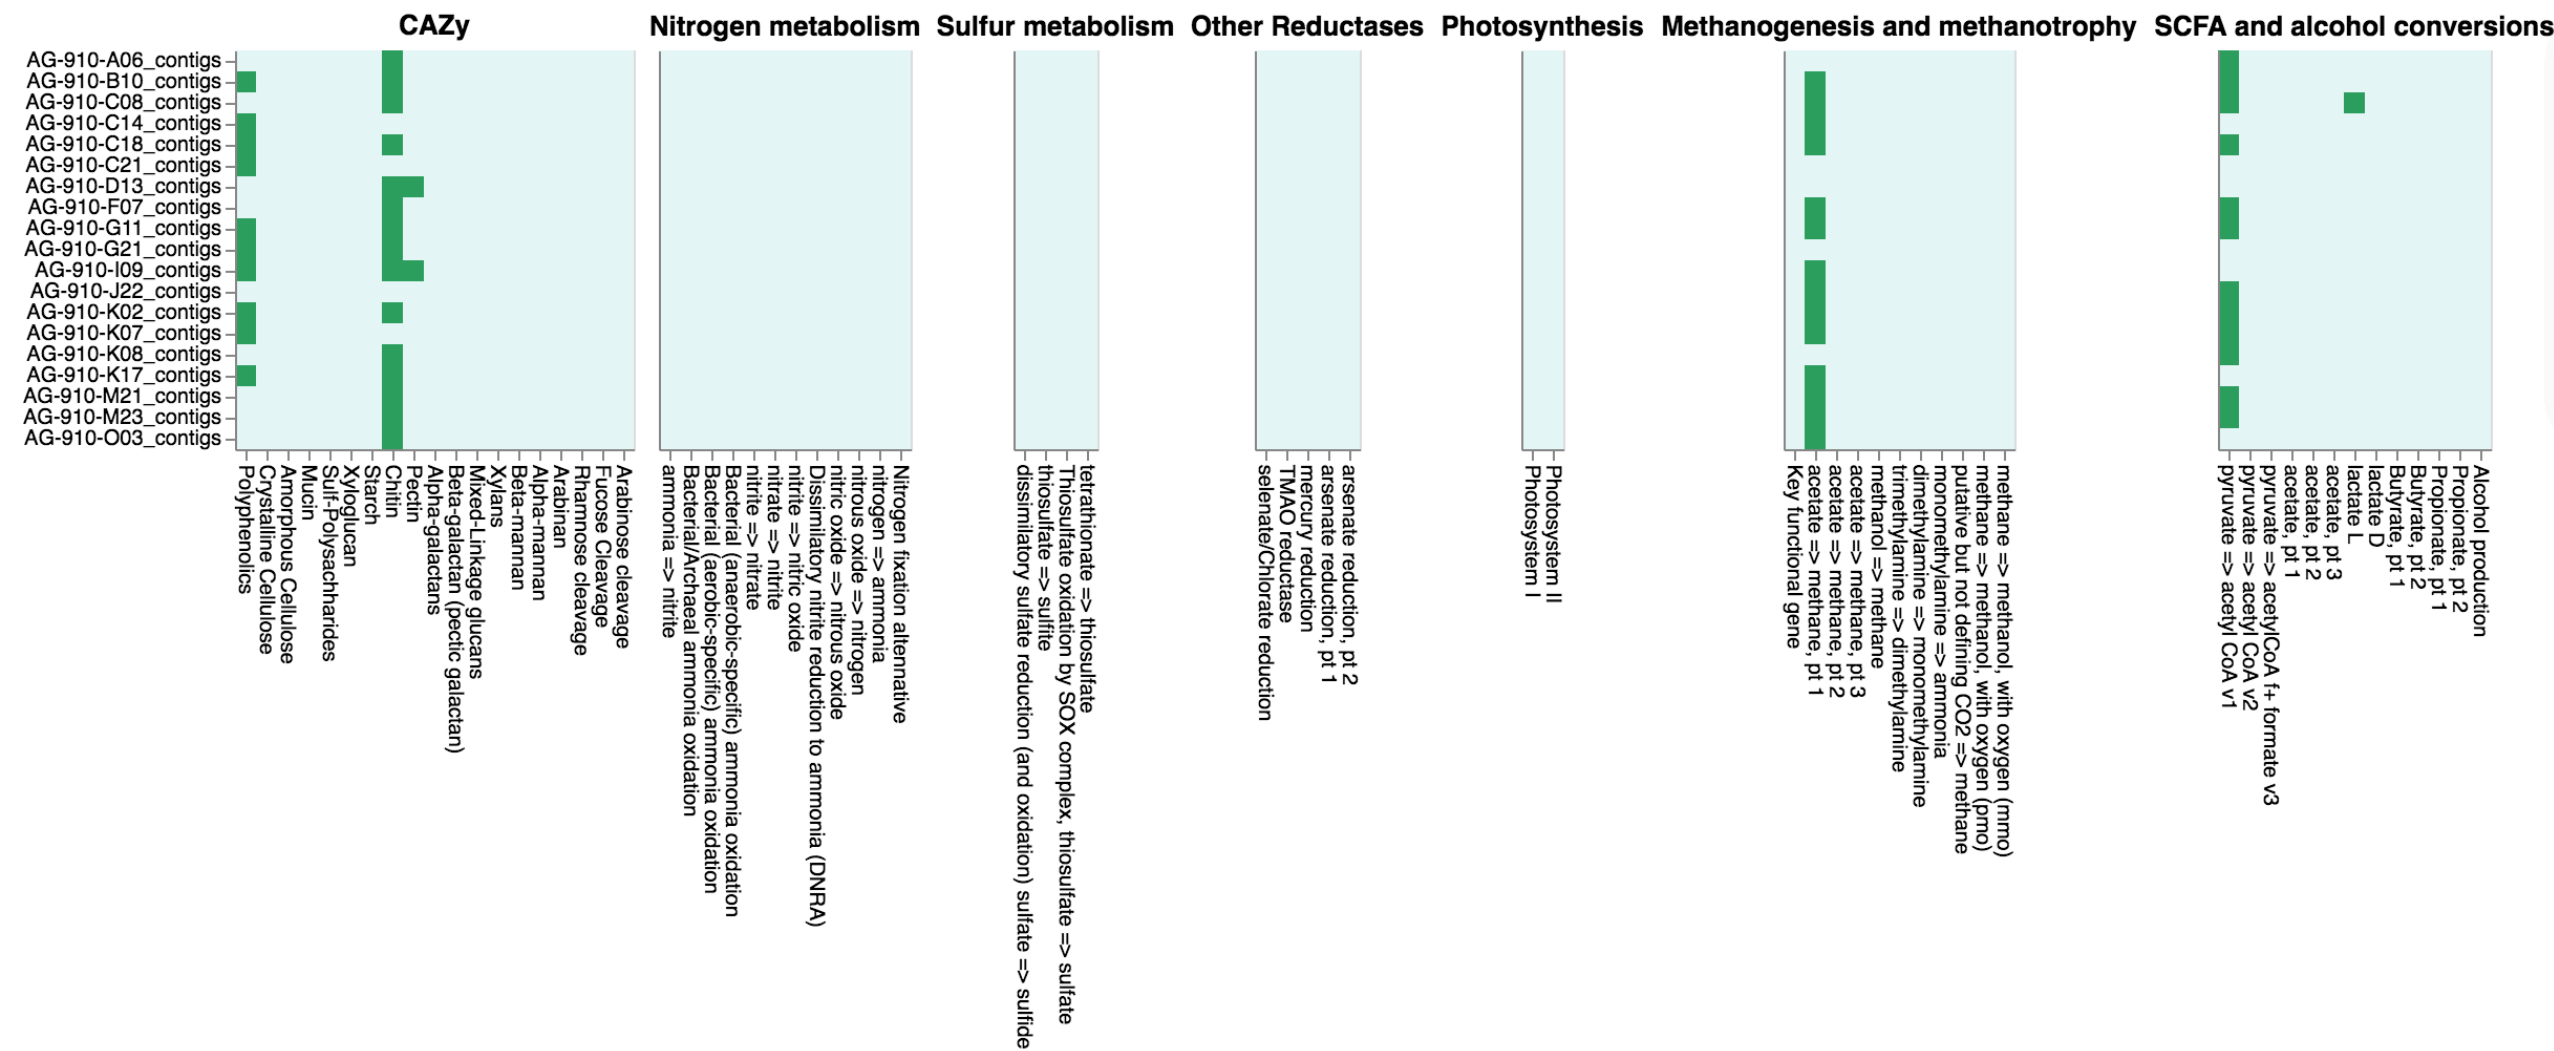 CAZy
Nitrogen metabolism
Sulfur metabolism
Other Reductases
Photosynthesis
Methanogenesis and methanotrophy
SCFA and alcohol conversions
AG-910-A06_contigs
AG-910-B10_contigs
AG-910-C08_contigs
AG-910-C14_contigs
AG-910-C18_contigs
AG-910-C21_contigs
AG-910-D13_contigs
AG-910-F07_contigs
AG-910-G11_contigs
AG-910-G21_contigs
AG-910-I09_contigs
AG-910-J22_contigs
AG-910-K02_contigs
AG-910-K07_contigs
AG-910-K08_contigs
AG-910-K17_contigs
AG-910-M21_contigs
AG-910-M23_contigs
AG-910-O03_contigs
Polyphenolics
Crystalline Cellulose
Amorphous Cellulose
Mucin
Sulf-Polysachharides
Xyloglucan
Starch
Chitin
Pectin
Alpha-galactans
Beta-galactan (pectic galactan)
Mixed-Linkage glucans
Xylans
Beta-mannan
Alpha-mannan
Arabinan
Rhamnose cleavage
Fucose Cleavage
Arabinose cleavage
ammonia => nitrite
Bacterial/Archaeal ammonia oxidation
Bacterial (aerobic-specific) ammonia oxidation
Bacterial (anaerobic-specific) ammonia oxidation
nitrite => nitrate
nitrate => nitrite
nitrite => nitric oxide
Dissimilatory nitrite reduction to ammonia (DNRA)
nitric oxide => nitrous oxide
nitrous oxide => nitrogen
nitrogen => ammonia
Nitrogen fixation altennative
dissimilatory sulfate reduction (and oxidation) sulfate => sulfide
thiosulfate => sulfite
Thiosulfate oxidation by SOX complex, thiosulfate => sulfate
tetrathionate => thiosulfate
selenate/Chlorate reduction
TMAO reductase
mercury reduction
arsenate reduction, pt 1
arsenate reduction, pt 2
Photosystem I
Photosystem II
Key functional gene
acetate => methane, pt 1
acetate => methane, pt 2
acetate => methane, pt 3
methanol => methane
trimethylamine => dimethylamine
dimethylamine => monomethylamine
monomethylamine => ammonia
putative but not defining CO2 => methane
methane => methanol, with oxygen (pmo)
methane => methanol, with oxygen (mmo)
pyruvate => acetyl CoA v1
pyruvate => acetyl CoA v2
pyruvate => acetylCoA f+ formate v3
acetate, pt 1
acetate, pt 2
acetate, pt 3
lactate L
lactate D
Butyrate, pt 1
Butyrate, pt 2
Propionate, pt 1
Propionate, pt 2
Alcohol production